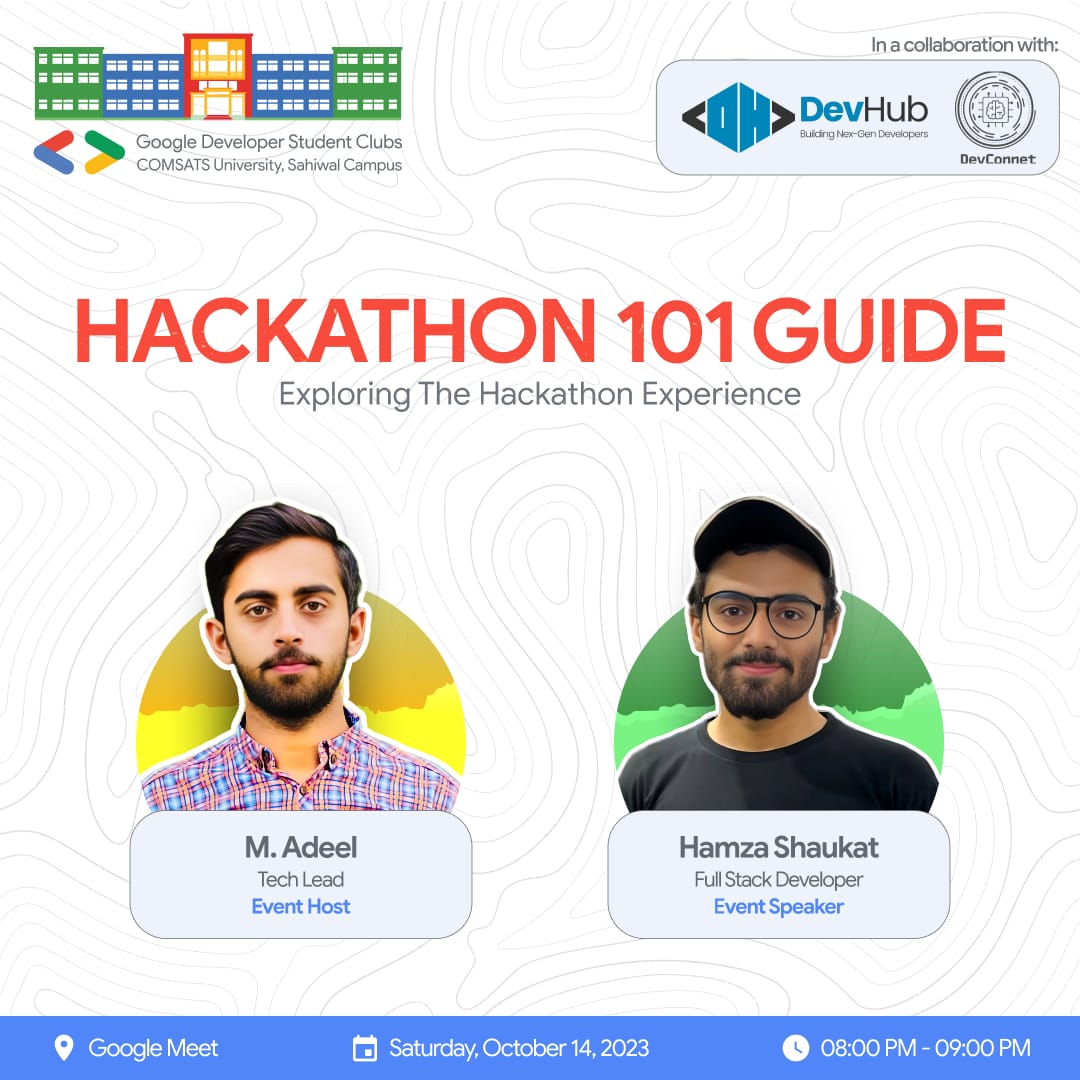 In a collaboration with:
Google Developer Student Clubs
COMSATS University, Sahiwal Campus
<DH> DevHub
Building Nex-Gen Developers
DevConnet
HACKATHON 101 GUIDE
Exploring The Hackathon Experience
M. Adeel
Tech Lead
Event Host
Hamza Shaukat
Full Stack Developer
Event Speaker
Google Meet
Saturday, October 14, 2023
08:00 PM - 09:00 PM